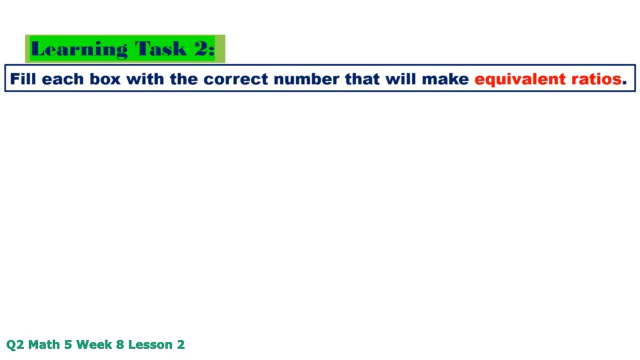 Learning Task 2:
Fill each box with the correct number that will make equivalent ratios.
Q2 Math 5 Week 8 Lesson 2